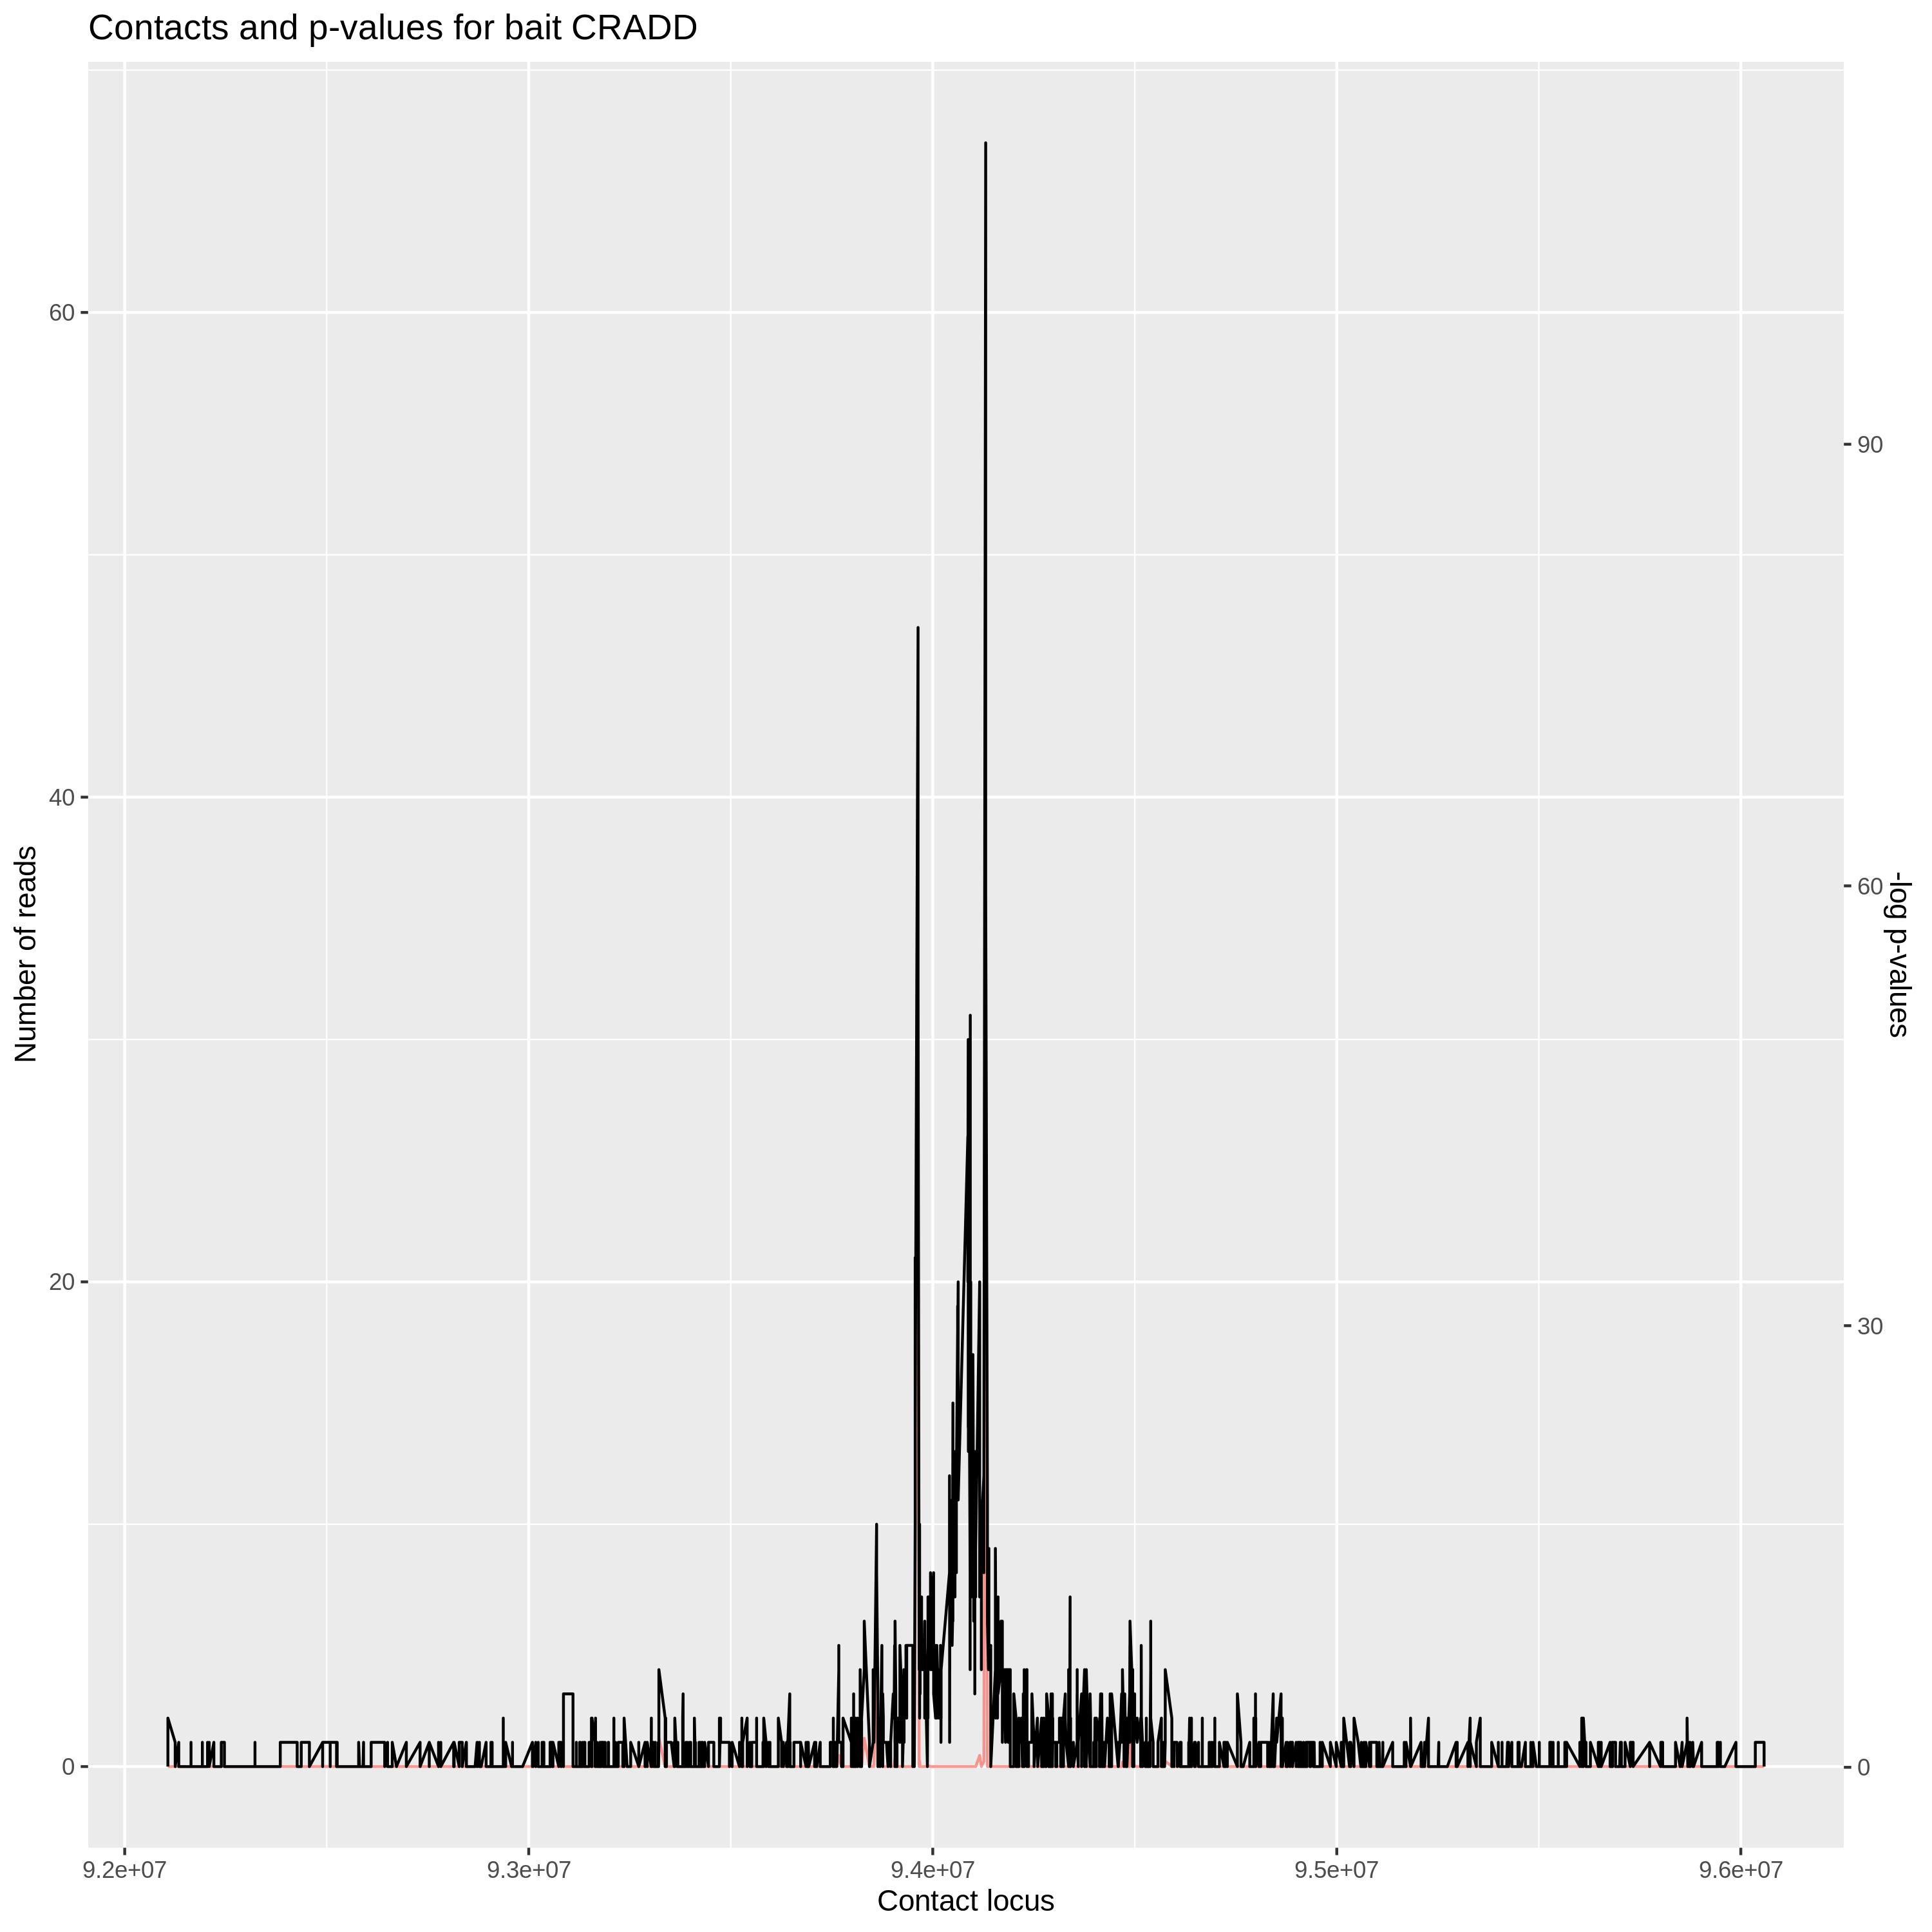 Contacts and p-values for bait CRADD
60
40
20
0
Number of reads
90
60
30
0
-log p-values
9.2e+07 9.3e+07 9.4e+07 9.5e+07 9.6e+07
Contact locus